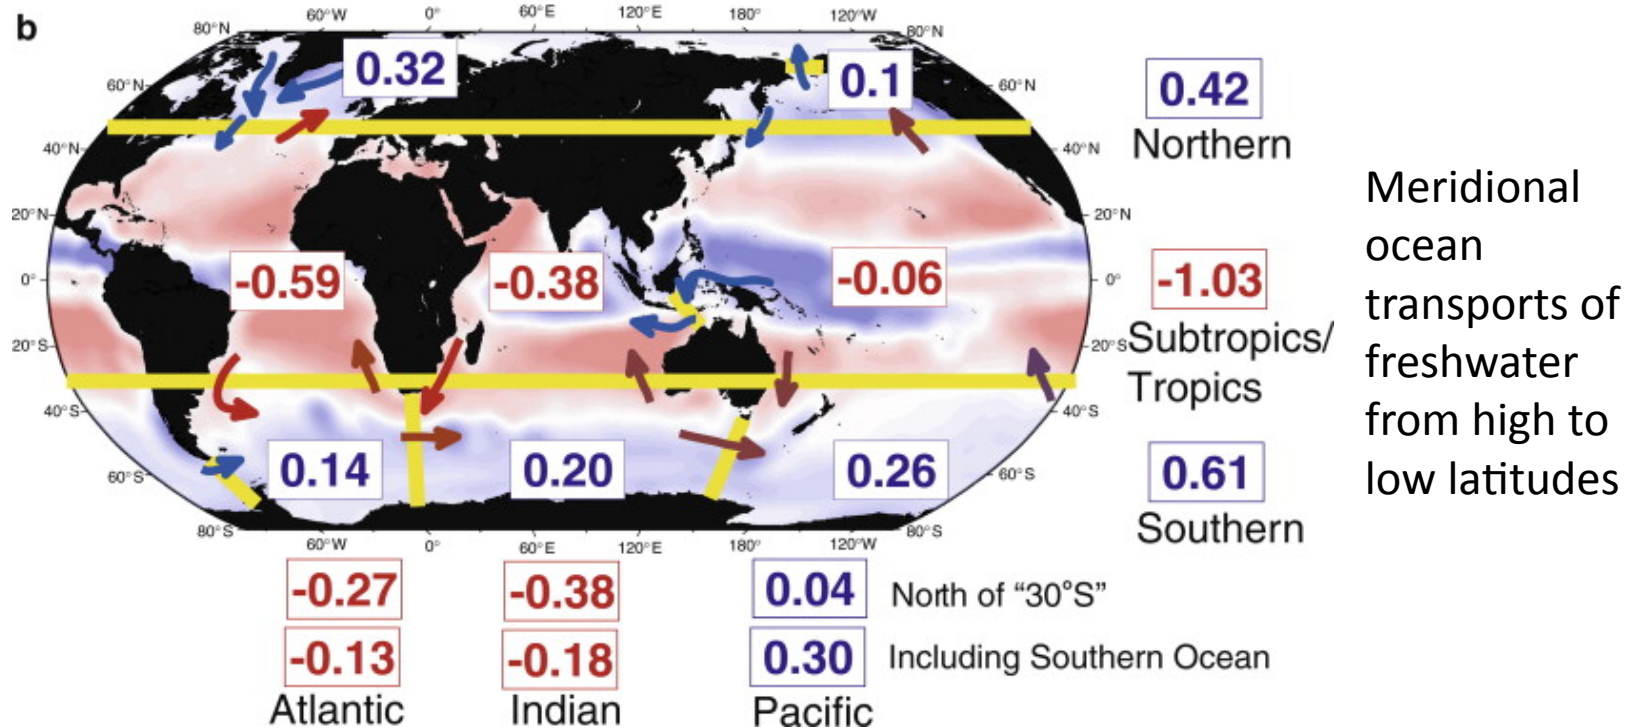 b
60°W 0° 60°E 120°E 180° 120°W
80°N 80°N
0.32
0.1
60°N 60°N
0.42
Northern
40°N 40°N
20°N 20°N
-0.59 -0.38 -0.06
-1.03
0° 0°
Subtropics/
Tropics
20°S 20°S
40°S 40°S
0.14 0.20 0.26
0.61
Southern
60°S 60°S
80°S 80°S
60°W 0° 60°E 120°E 180° 120°W
-0.27 -0.38 0.04 North of “30°S”
-0.13 -0.18 0.30 Including Southern Ocean
Atlantic Indian Pacific
Meridional
ocean
transports of
freshwater
from high to
low latitudes